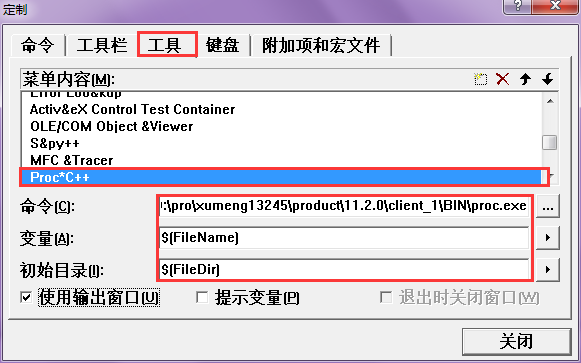 定制
命令 工具栏 工具 键盘 附加项和宏文件
菜单内容(M):
Error Loo&kup
Activ&eX Control Test Container
OLE/COM Object &Viewer
S&py++
MFC &Tracer
Proc*C++
命令(C): :\pro\xumeng13245\product\11.2.0\client_1\BIN\proc.exe ...
变量(A): $(FileName)
初始目录(I): $(FileDir)
使用输出窗口(U) 提示变量(P) 退出时关闭窗口(W)
关闭